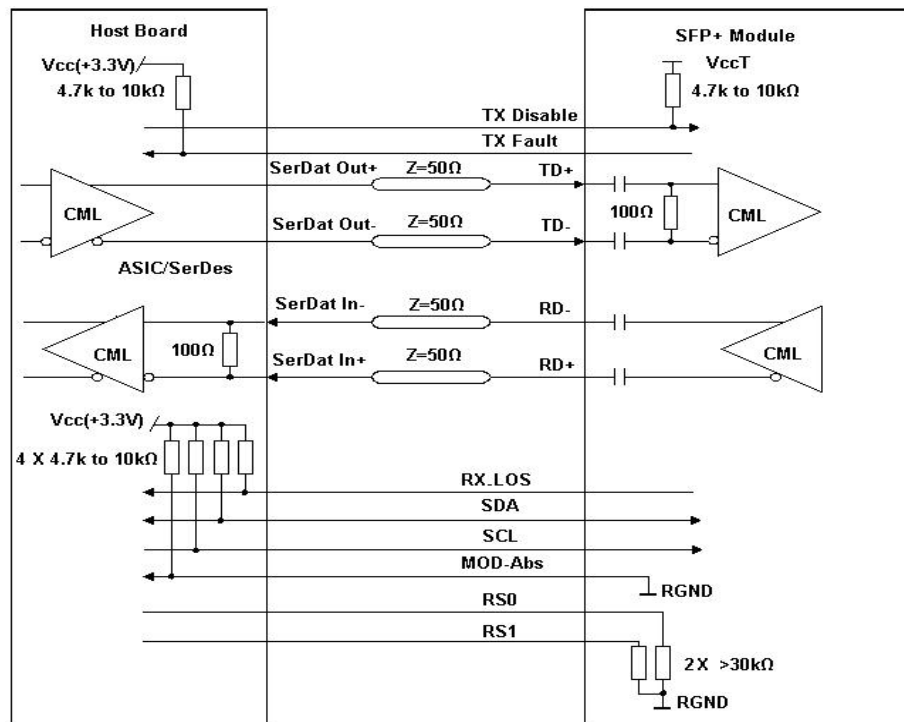 Host Board
SFP+ Module
Vcc(+3.3V)
4.7k to 10kΩ
VccT
4.7k to 10kΩ
TX Disable
TX Fault
SerDat Out+
Z=50Ω
TD+
CML
100Ω
CML
SerDat Out-
Z=50Ω
TD-
ASIC/SerDes
SerDat In-
Z=50Ω
RD-
CML
100Ω
CML
SerDat In+
Z=50Ω
RD+
Vcc(+3.3V)
4 X 4.7k to 10kΩ
RX-LOS
SDA
SCL
MOD-Abs
RGND
RS0
RS1
2X >30kΩ
RGND